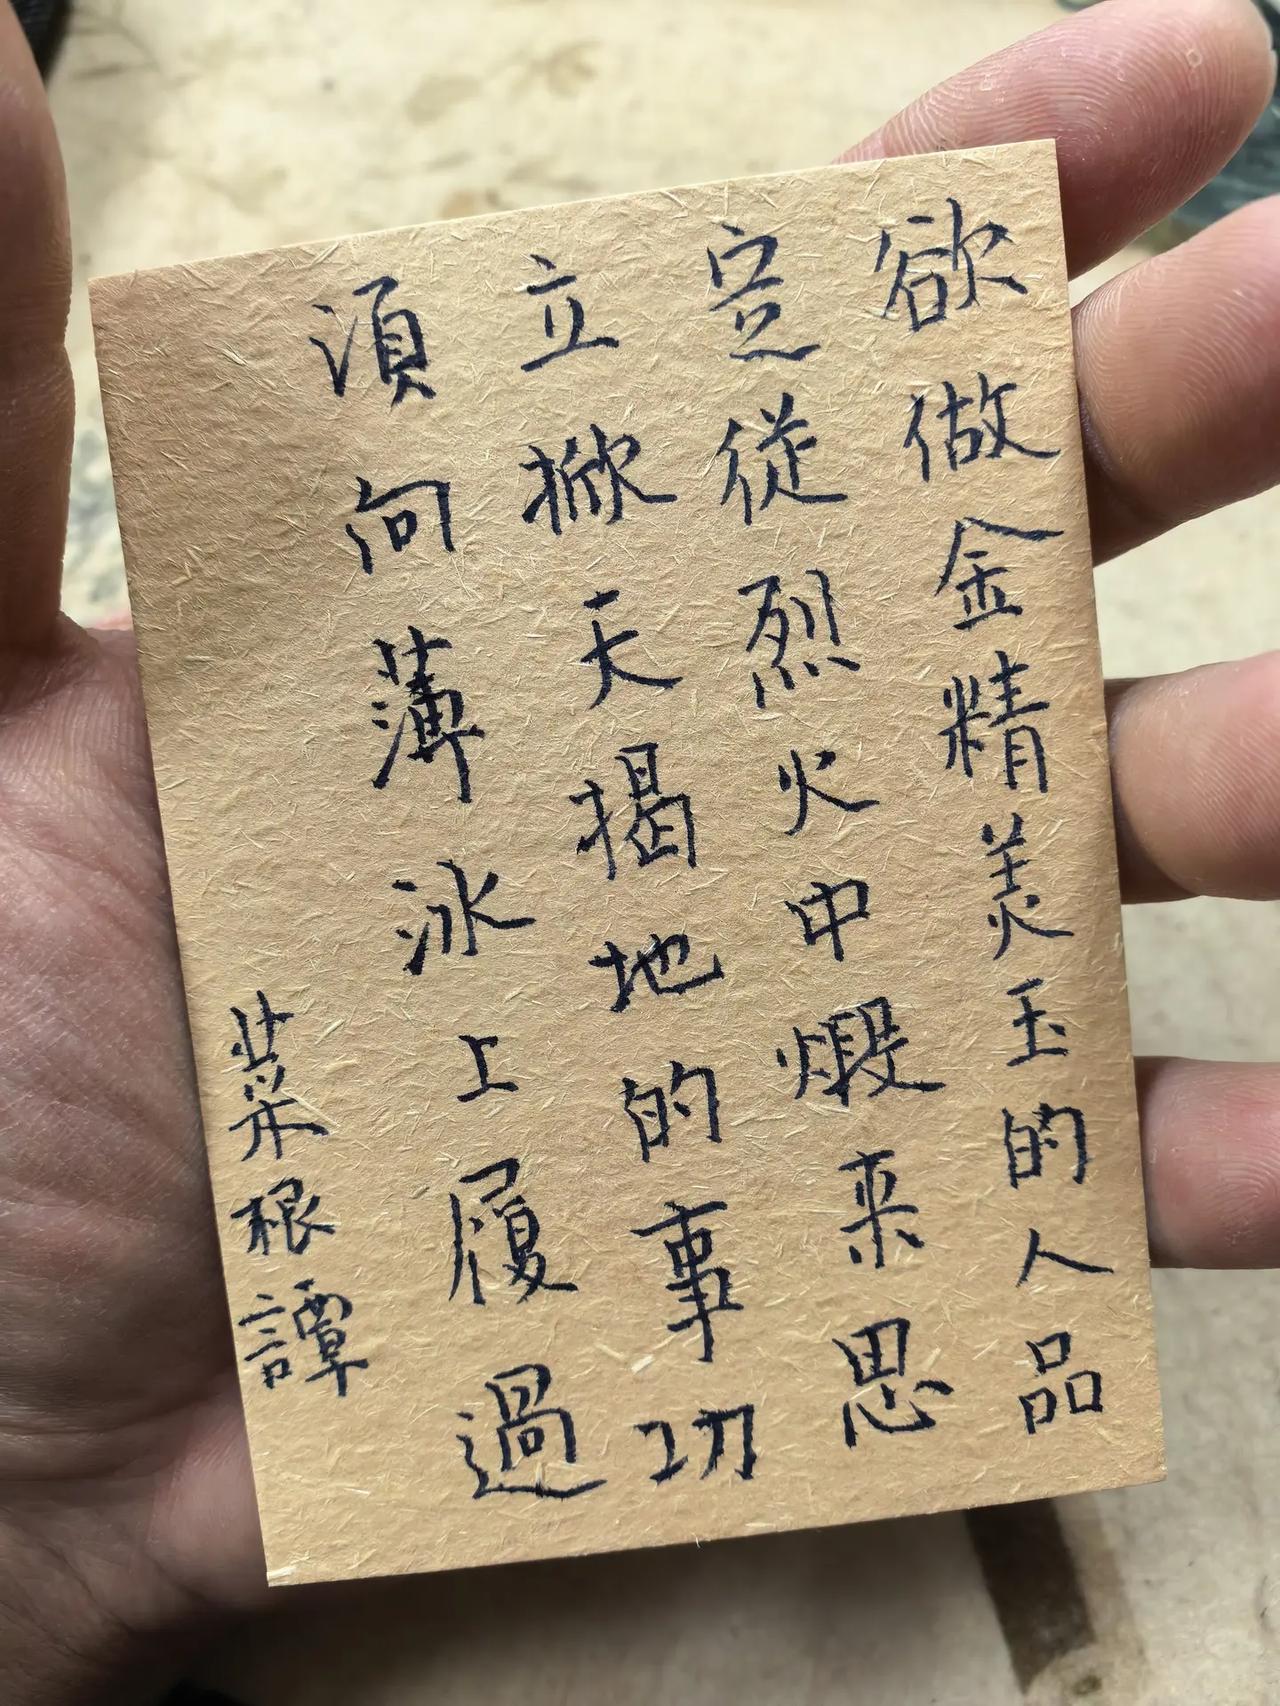 欲做金精美玉的人品
定從烈火中煅来思
立掀天揭地的事功
須向薄冰上履過
菜根譚